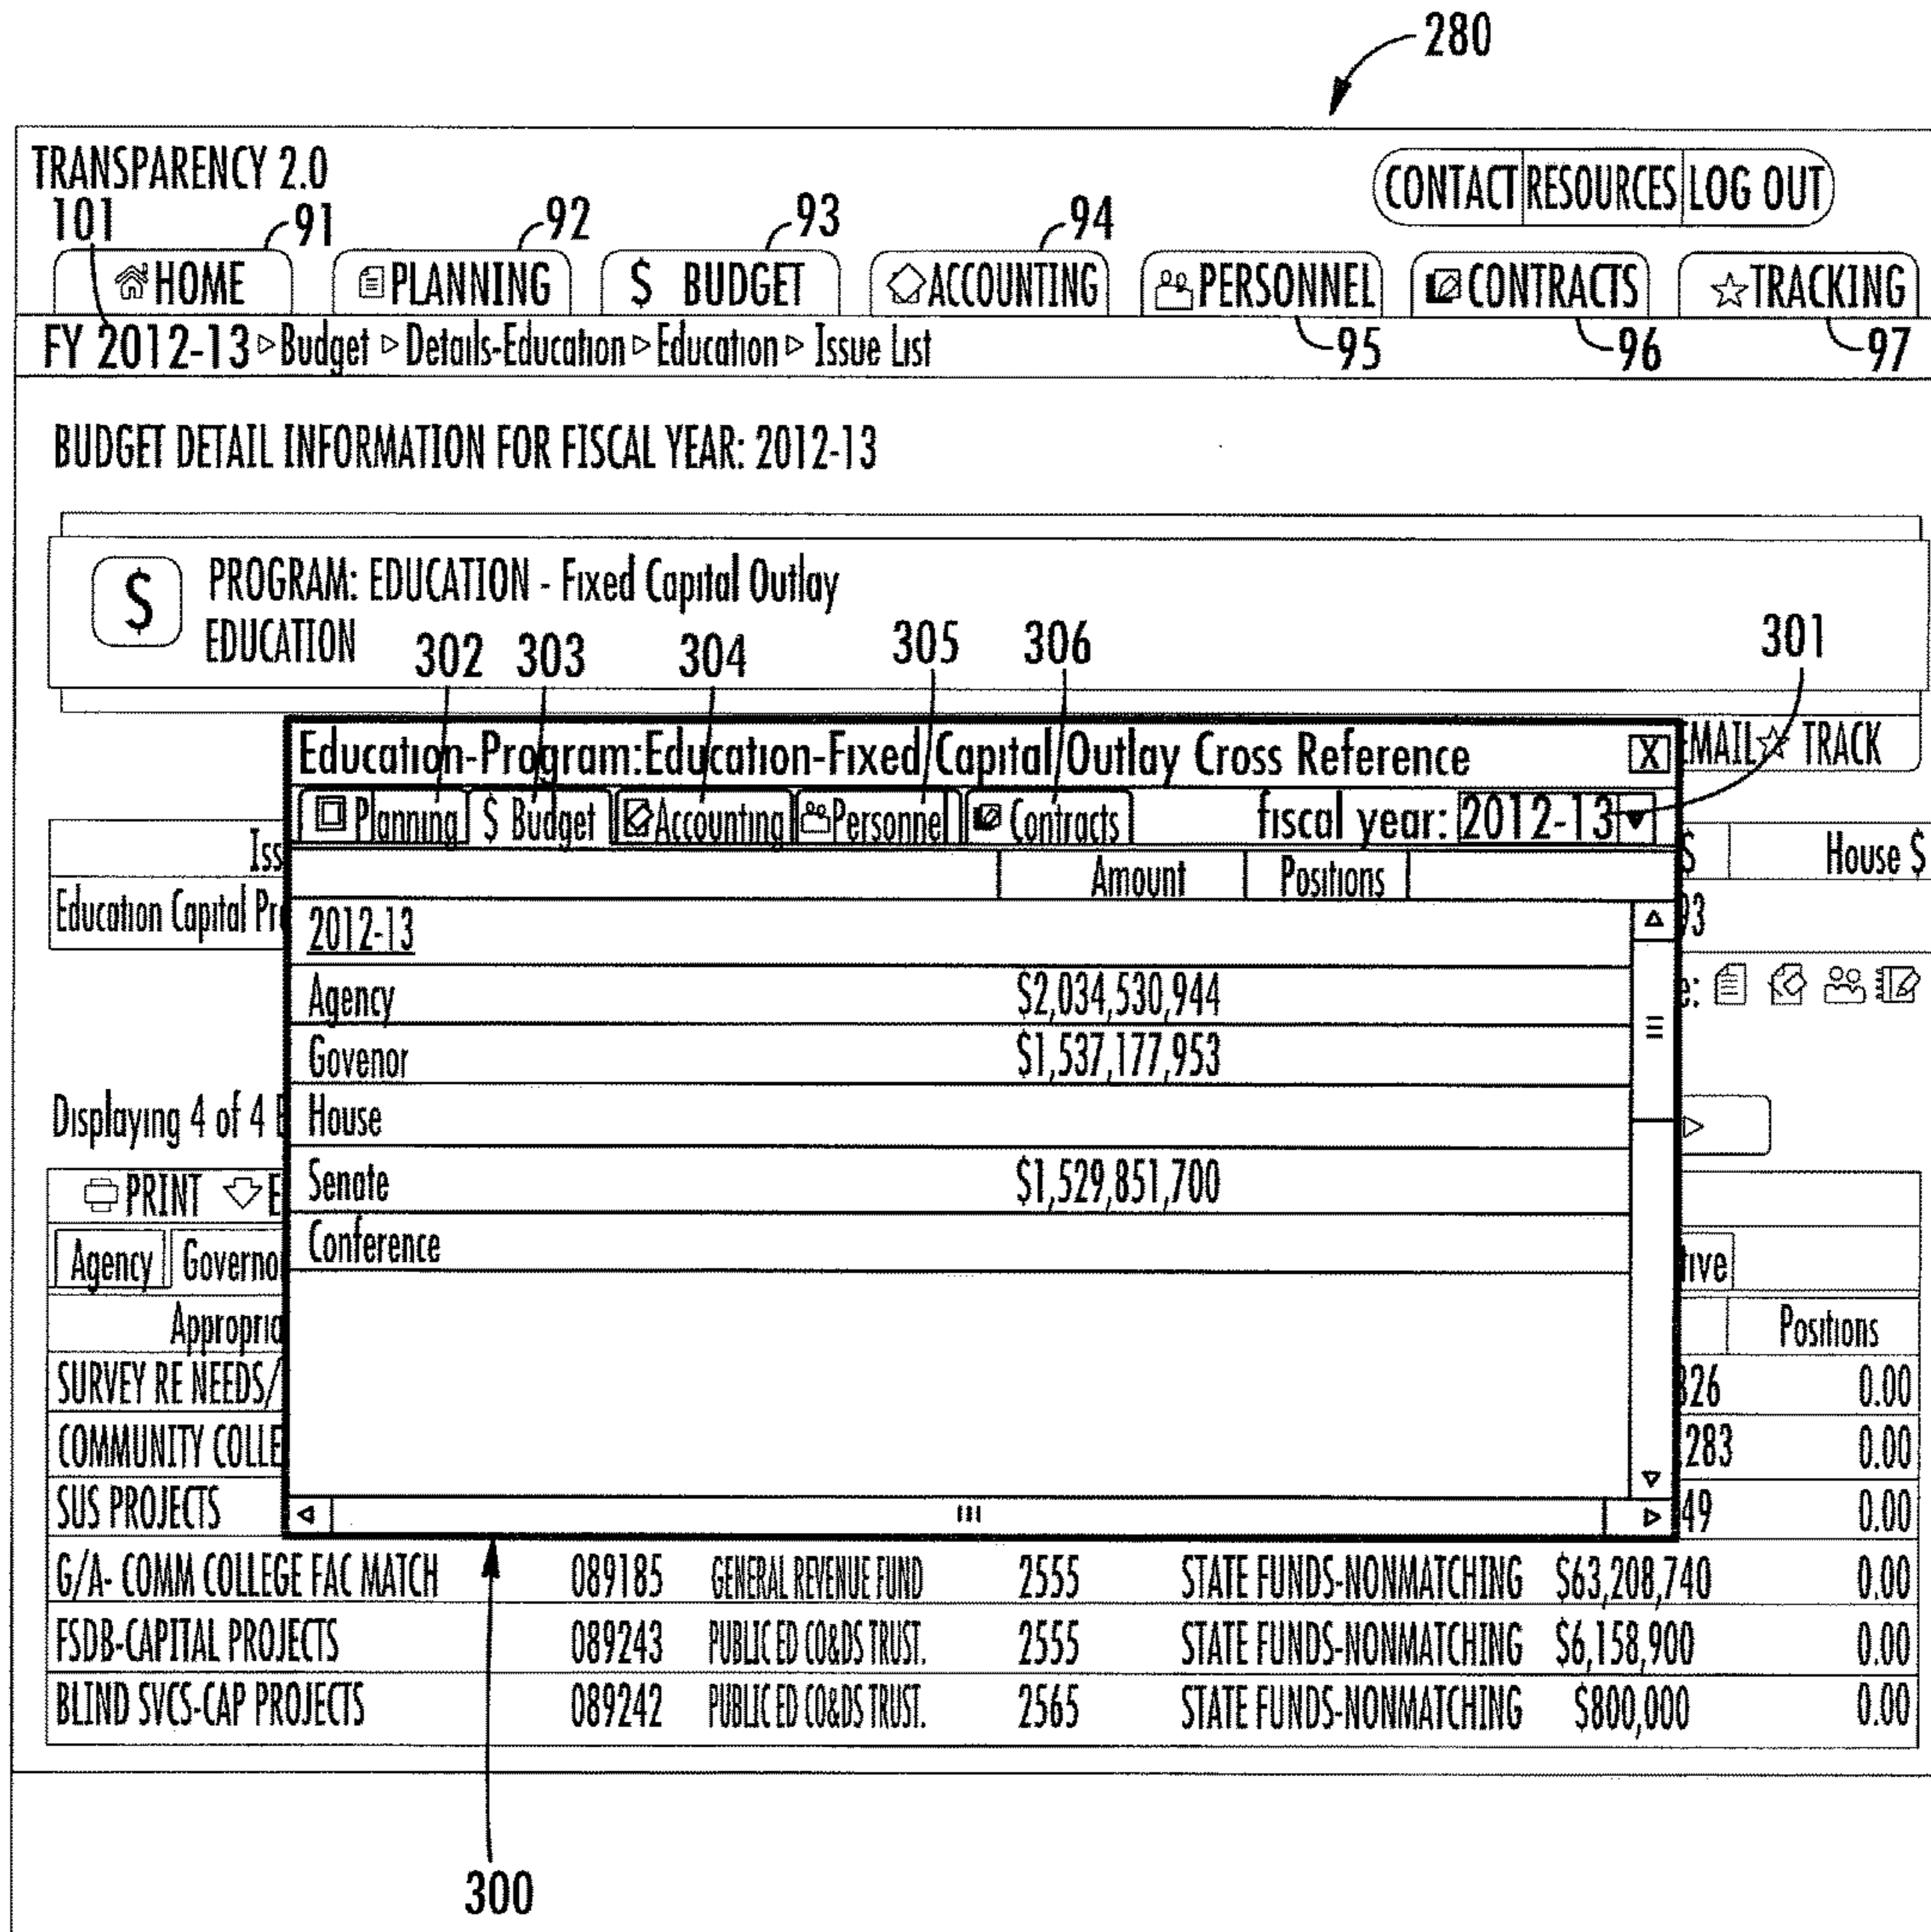 280
TRANSPARENCY 2.0
CONTACT RESOURCES LOG OUT
101 91 92 93 94
HOME PLANNING $ BUDGET ACCOUNTING PERSONNEL CONTRACTS TRACKING
FY 2012-13 ▹ Budget ▹ Details-Education ▹ Education ▹ Issue List
95 96 97
BUDGET DETAIL INFORMATION FOR FISCAL YEAR: 2012-13
$ PROGRAM: EDUCATION - Fixed Capital Outlay
EDUCATION
302 303 304 305 306 301
Education-Program:Education-Fixed Capital Outlay Cross Reference X
MAIL TRACK
Planning $ Budget Accounting Personnel Contracts fiscal year: 2012-13
Iss $ House $
Amount Positions
Education Capital Pr 93
2012-13
Agency $2,034,530,944
e:
Govenor $1,537,177,953
Displaying 4 of 4
House
Senate $1,529,851,700
PRINT E
Conference
Agency Governo tive
Appropria Positions
SURVEY RE NEEDS/ 326 0.00
COMMUNITY COLLE 283 0.00
SUS PROJECTS 49 0.00
G/A- COMM COLLEGE FAC MATCH 089185 GENERAL REVENUE FUND 2555 STATE FUNDS-NONMATCHING $63,208,740 0.00
FSDB-CAPITAL PROJECTS 089243 PUBLIC ED CO&DS TRUST. 2555 STATE FUNDS-NONMATCHING $6,158,900 0.00
BLIND SVCS-CAP PROJECTS 089242 PUBLIC ED CO&DS TRUST. 2565 STATE FUNDS-NONMATCHING $800,000 0.00
300